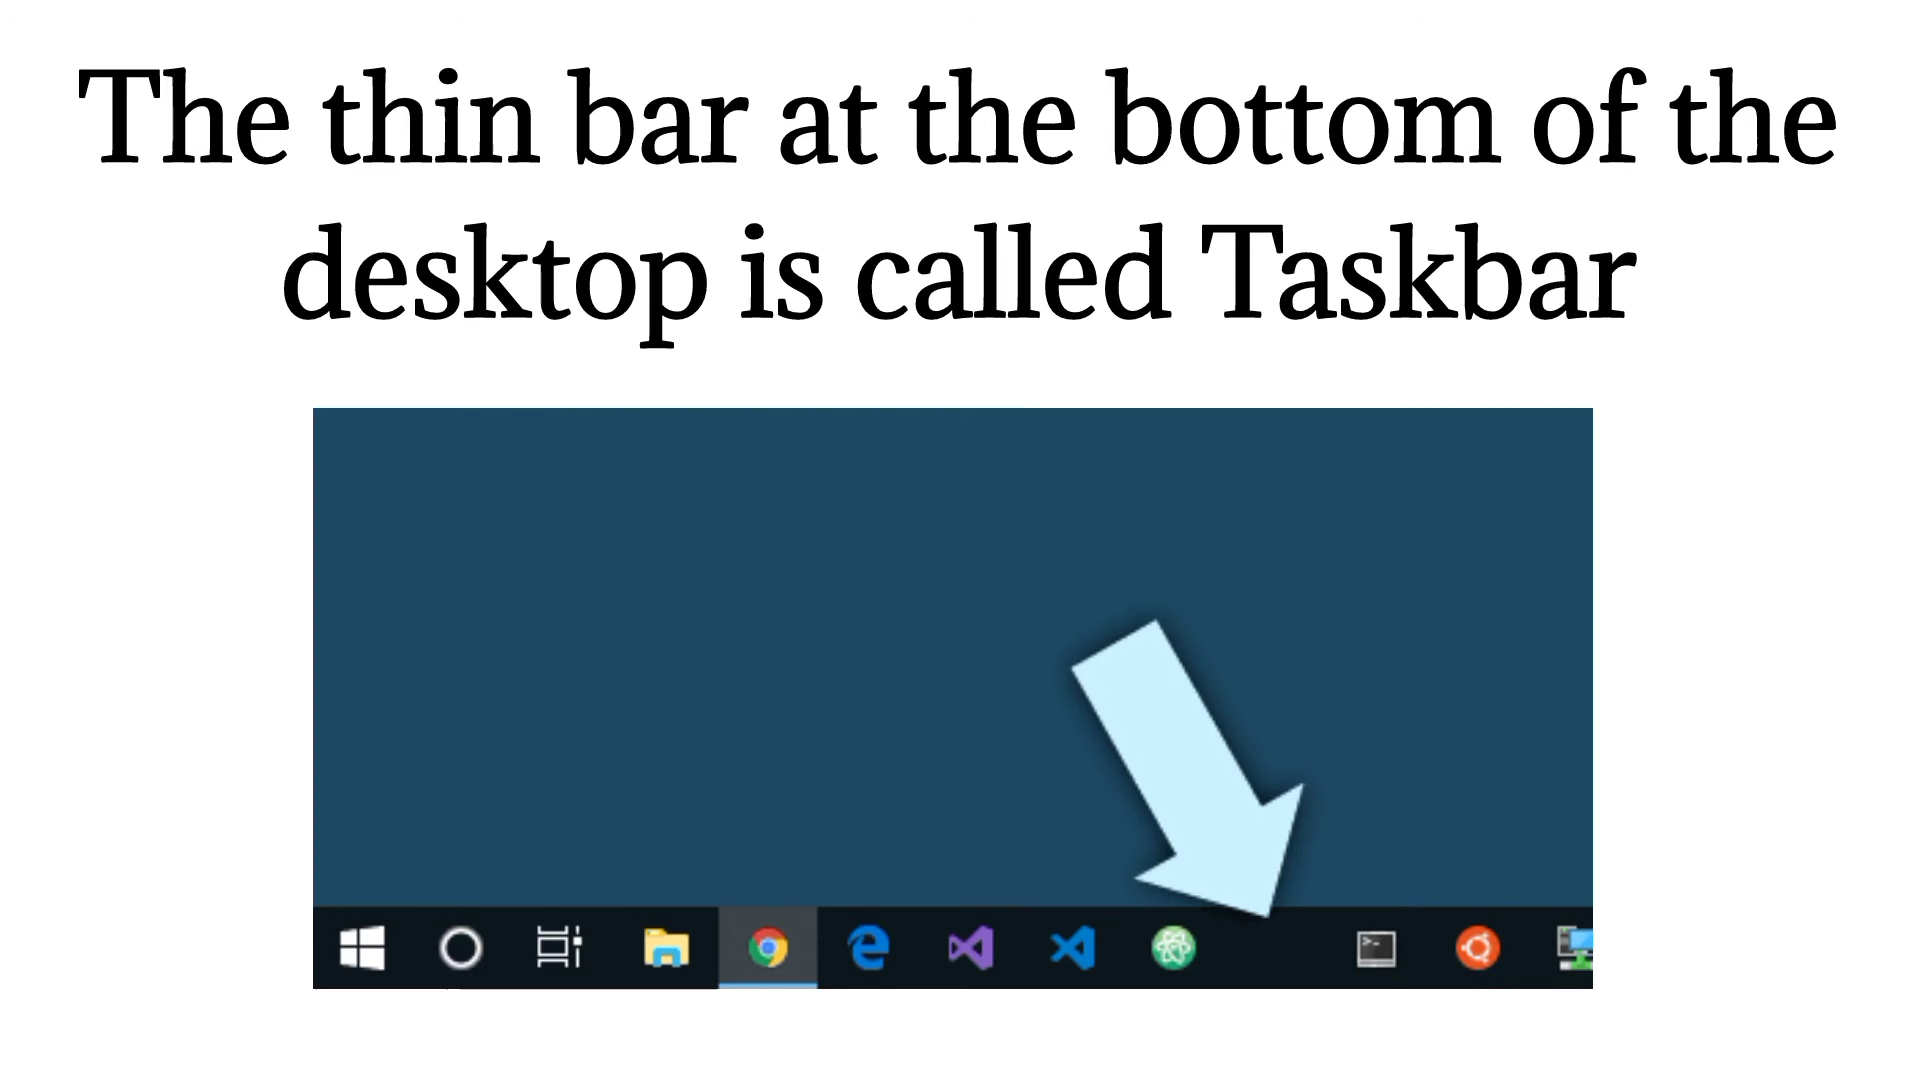 The thin bar at the bottom of the
desktop is called Taskbar